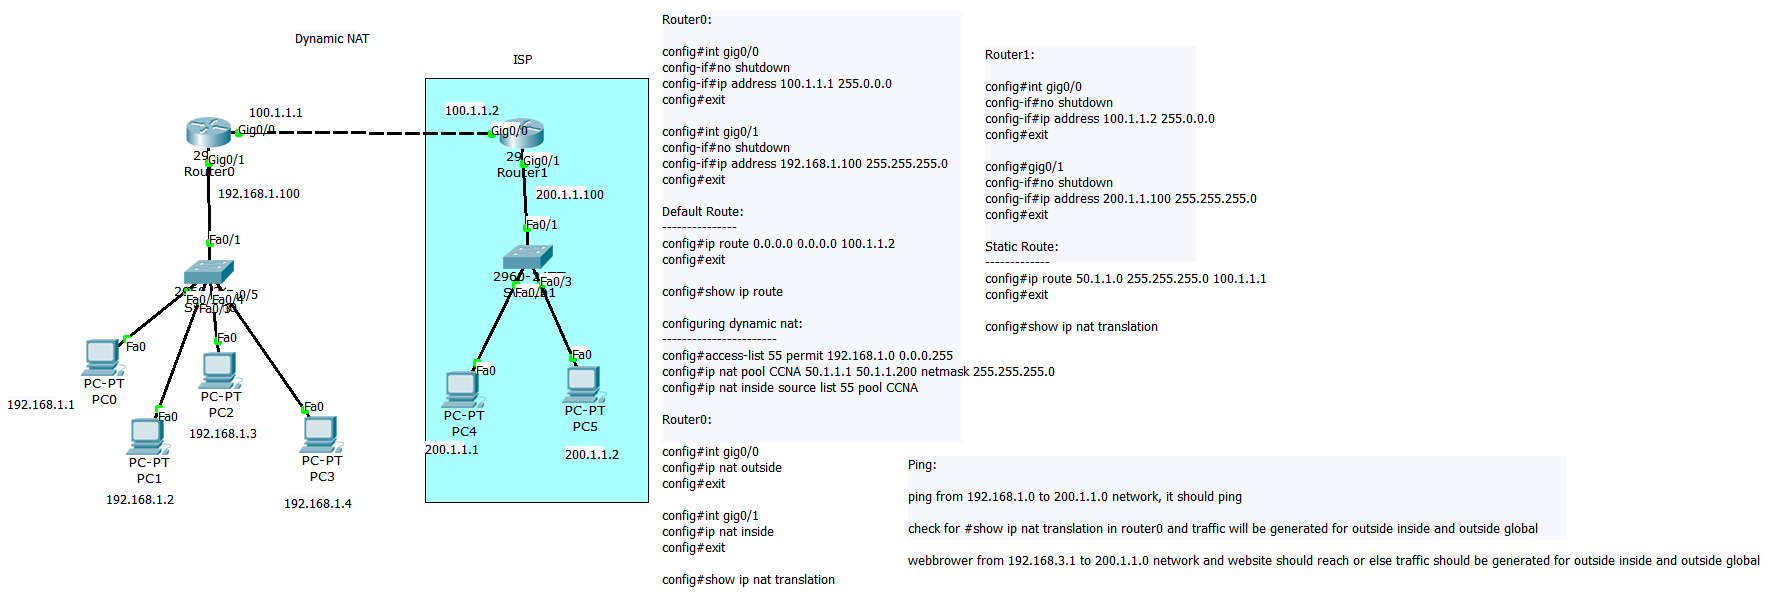 Dynamic NAT
ISP
100.1.1.1
100.1.1.2
Gig0/0
Gig0/0
29
Gig0/1
Router0
29
Gig0/1
Router1
192.168.1.100
200.1.1.100
Fa0/1
Fa0/1
2960-
Fa0/3
Fa0
Fa0
Fa0
Fa0
PC-PT
PC0
192.168.1.1
Fa0
PC-PT
PC2
192.168.1.3
Fa0
PC-PT
PC1
192.168.1.2
PC-PT
PC3
192.168.1.4
PC-PT
PC4
200.1.1.1
PC-PT
PC5
200.1.1.2
Router0:
config#int gig0/0
config-if#no shutdown
config-if#ip address 100.1.1.1 255.0.0.0
config#exit
config#int gig0/1
config-if#no shutdown
config-if#ip address 192.168.1.100 255.255.255.0
config#exit
Default Route:
---------------
config#ip route 0.0.0.0 0.0.0.0 100.1.1.2
config#exit
config#show ip route
configuring dynamic nat:
-----------------------
config#access-list 55 permit 192.168.1.0 0.0.0.255
config#ip nat pool CCNA 50.1.1.1 50.1.1.200 netmask 255.255.255.0
config#ip nat inside source list 55 pool CCNA
Router0:
config#int gig0/0
config#ip nat outside
config#exit
config#int gig0/1
config#ip nat inside
config#exit
config#show ip nat translation
Router1:
config#int gig0/0
config-if#no shutdown
config-if#ip address 100.1.1.2 255.0.0.0
config#exit
config#gig0/1
config-if#no shutdown
config-if#ip address 200.1.1.100 255.255.255.0
config#exit
Static Route:
-------------
config#ip route 50.1.1.0 255.255.255.0 100.1.1.1
config#exit
config#show ip nat translation
Ping:
ping from 192.168.1.0 to 200.1.1.0 network, it should ping
check for #show ip nat translation in router0 and traffic will be generated for outside inside and outside global
webbrower from 192.168.3.1 to 200.1.1.0 network and website should reach or else traffic should be generated for outside inside and outside global